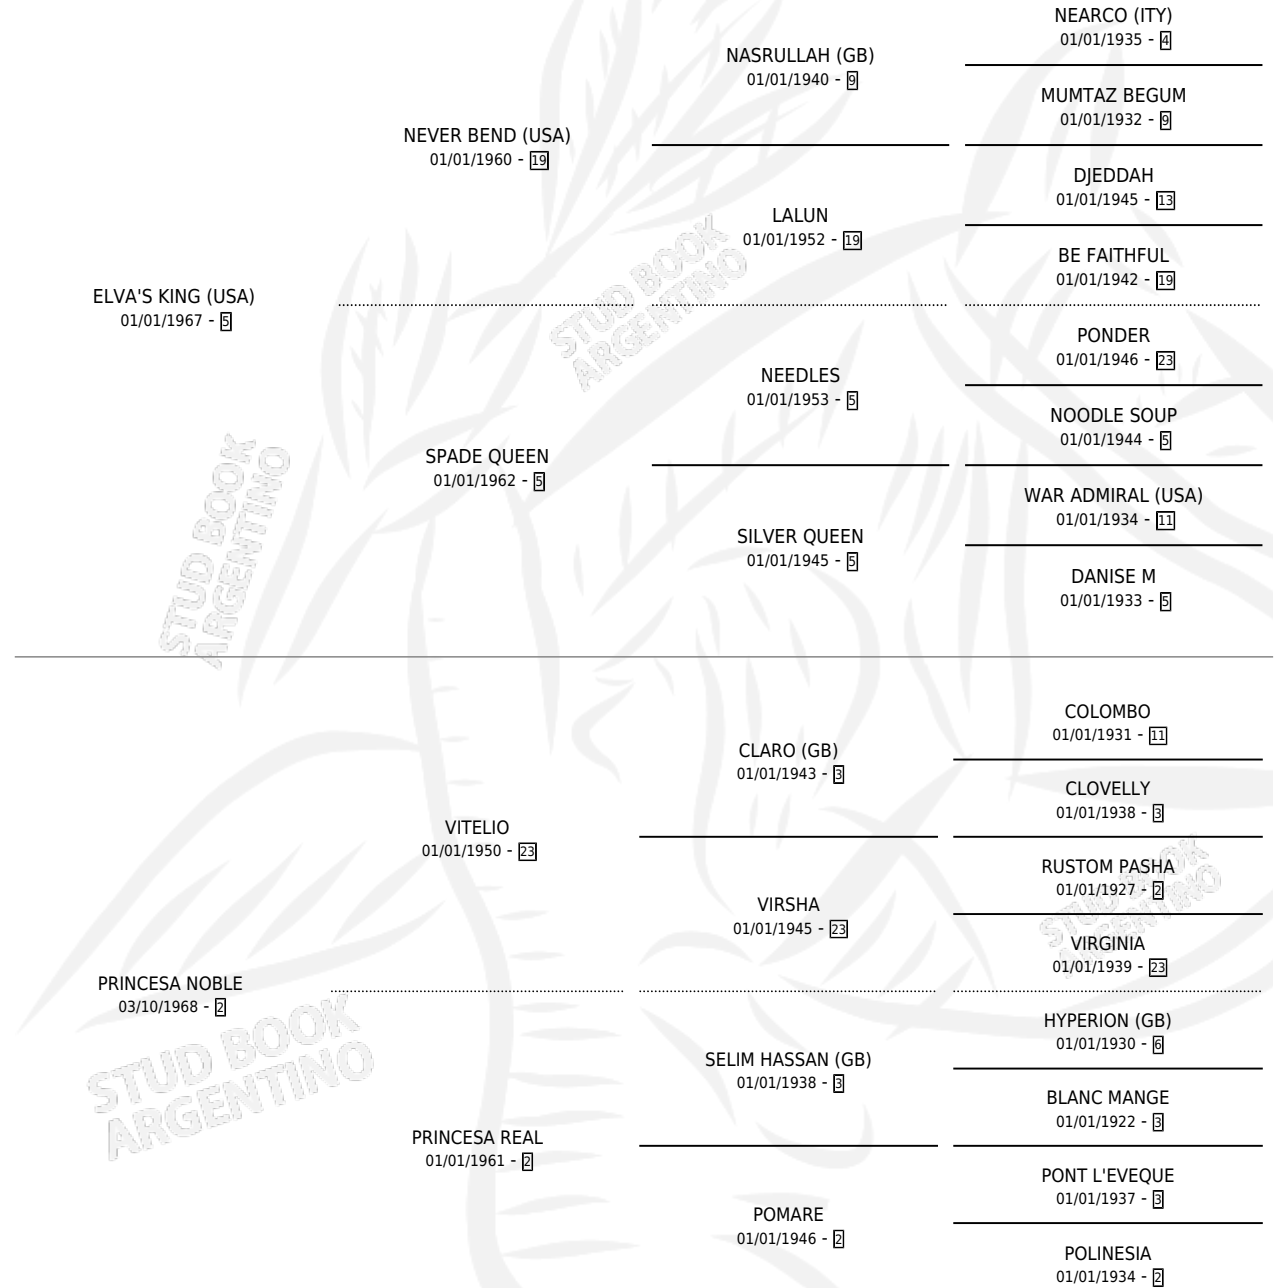 NEARCO (ITY)
01/01/1935 - 4
NASRULLAH (GB)
01/01/1940 - 9
MUMTAZ BEGUM
01/01/1932 - 9
NEVER BEND (USA)
01/01/1960 - 19
DJEDDAH
01/01/1945 - 13
LALUN
01/01/1952 - 19
BE FAITHFUL
01/01/1942 - 19
ELVA'S KING (USA)
01/01/1967 - 5
PONDER
01/01/1946 - 23
NEEDLES
01/01/1953 - 5
NOODLE SOUP
01/01/1944 - 5
SPADE QUEEN
01/01/1962 - 5
WAR ADMIRAL (USA)
01/01/1934 - 11
SILVER QUEEN
01/01/1945 - 5
DANISE M
01/01/1933 - 5
COLOMBO
01/01/1931 - 11
CLARO (GB)
01/01/1943 - 3
CLOVELLY
01/01/1938 - 3
VITELIO
01/01/1950 - 23
RUSTOM PASHA
01/01/1927 - 2
VIRSHA
01/01/1945 - 23
VIRGINIA
01/01/1939 - 23
PRINCESA NOBLE
03/10/1968 - 2
HYPERION (GB)
01/01/1930 - 6
SELIM HASSAN (GB)
01/01/1938 - 3
BLANC MANGE
01/01/1922 - 3
PRINCESA REAL
01/01/1961 - 2
PONT L'EVEQUE
01/01/1937 - 3
POMARE
01/01/1946 - 2
POLINESIA
01/01/1934 - 2
STUD BOOK
ARGENTINO
STUD BOOK
ARGENTINO
STUD BOOK
ARGENTINO
STUD BOOK
ARGENTINO